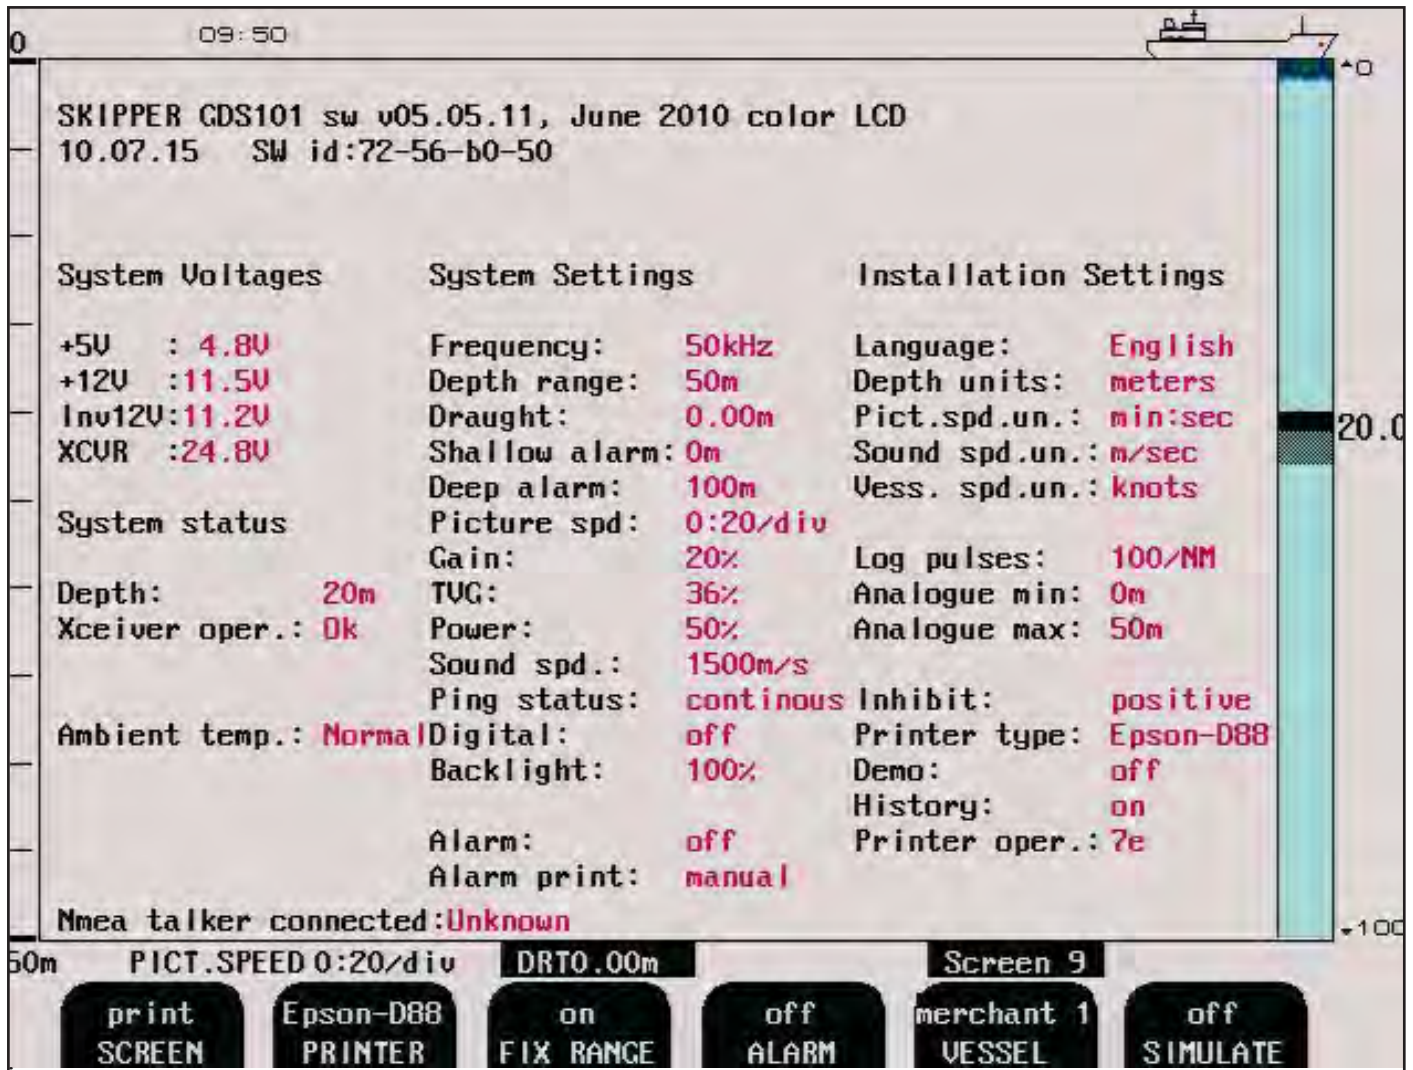 0 09:50
▲0
SKIPPER GDS101 sw v05.05.11, June 2010 color LCD
10.07.15 SW id:72-56-b0-50
System Voltages System Settings Installation Settings
+5V : 4.8V Frequency: 50kHz Language: English
+12V :11.5V Depth range: 50m Depth units: meters
Inv12V:11.2V Draught: 0.00m Pict.spd.un.: min:sec
20.0
XCVR :24.8V Shallow alarm: 0m Sound spd.un.: m/sec
Deep alarm: 100m Vess. spd.un.: knots
System status Picture spd: 0:20/div
Gain: 20% Log pulses: 100/NM
Depth: 20m TVG: 36% Analogue min: 0m
Xceiver oper.: Ok Power: 50% Analogue max: 50m
Sound spd.: 1500m/s
Ping status: continous Inhibit: positive
Ambient temp.: Normal Digital: off Printer type: Epson-D88
Backlight: 100% Demo: off
History: on
Alarm: off Printer oper.: 7e
Alarm print: manual
Nmea talker connected:Unknown
▼100
50m PICT.SPEED 0:20/div DRT0.00m Screen 9
print Epson-D88 on off merchant 1 off
SCREEN PRINTER FIX RANGE ALARM VESSEL SIMULATE